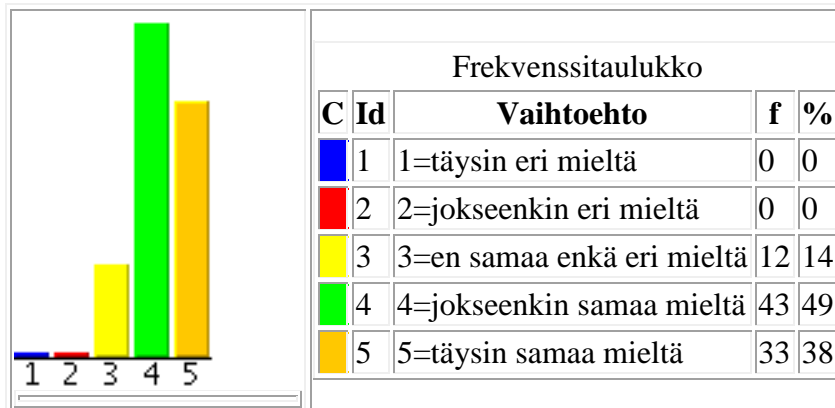 1 2 3 4 5
Frekvenssitaulukko
C Id Vaihtoehto f %
1 1=täysin eri mieltä 0 0
2 2=jokseenkin eri mieltä 0 0
3 3=en samaa enkä eri mieltä 12 14
4 4=jokseenkin samaa mieltä 43 49
5 5=täysin samaa mieltä 33 38